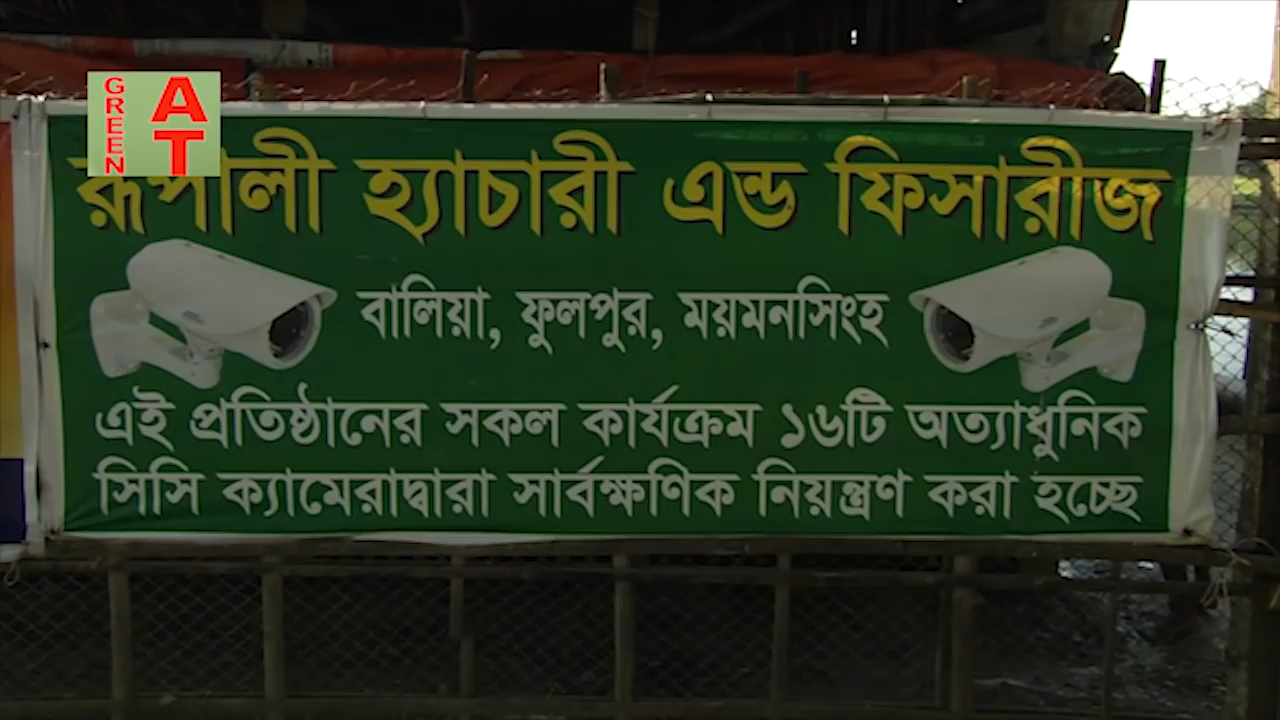 GREEN AT
রূপালী হ্যাচারী এন্ড ফিসারীজ
বালিয়া, ফুলপুর, ময়মনসিংহ
এই প্রতিষ্ঠানের সকল কার্যক্রম ১৬টি অত্যাধুনিক
সিসি ক্যামেরাদ্বারা সার্বক্ষণিক নিয়ন্ত্রণ করা হচ্ছে